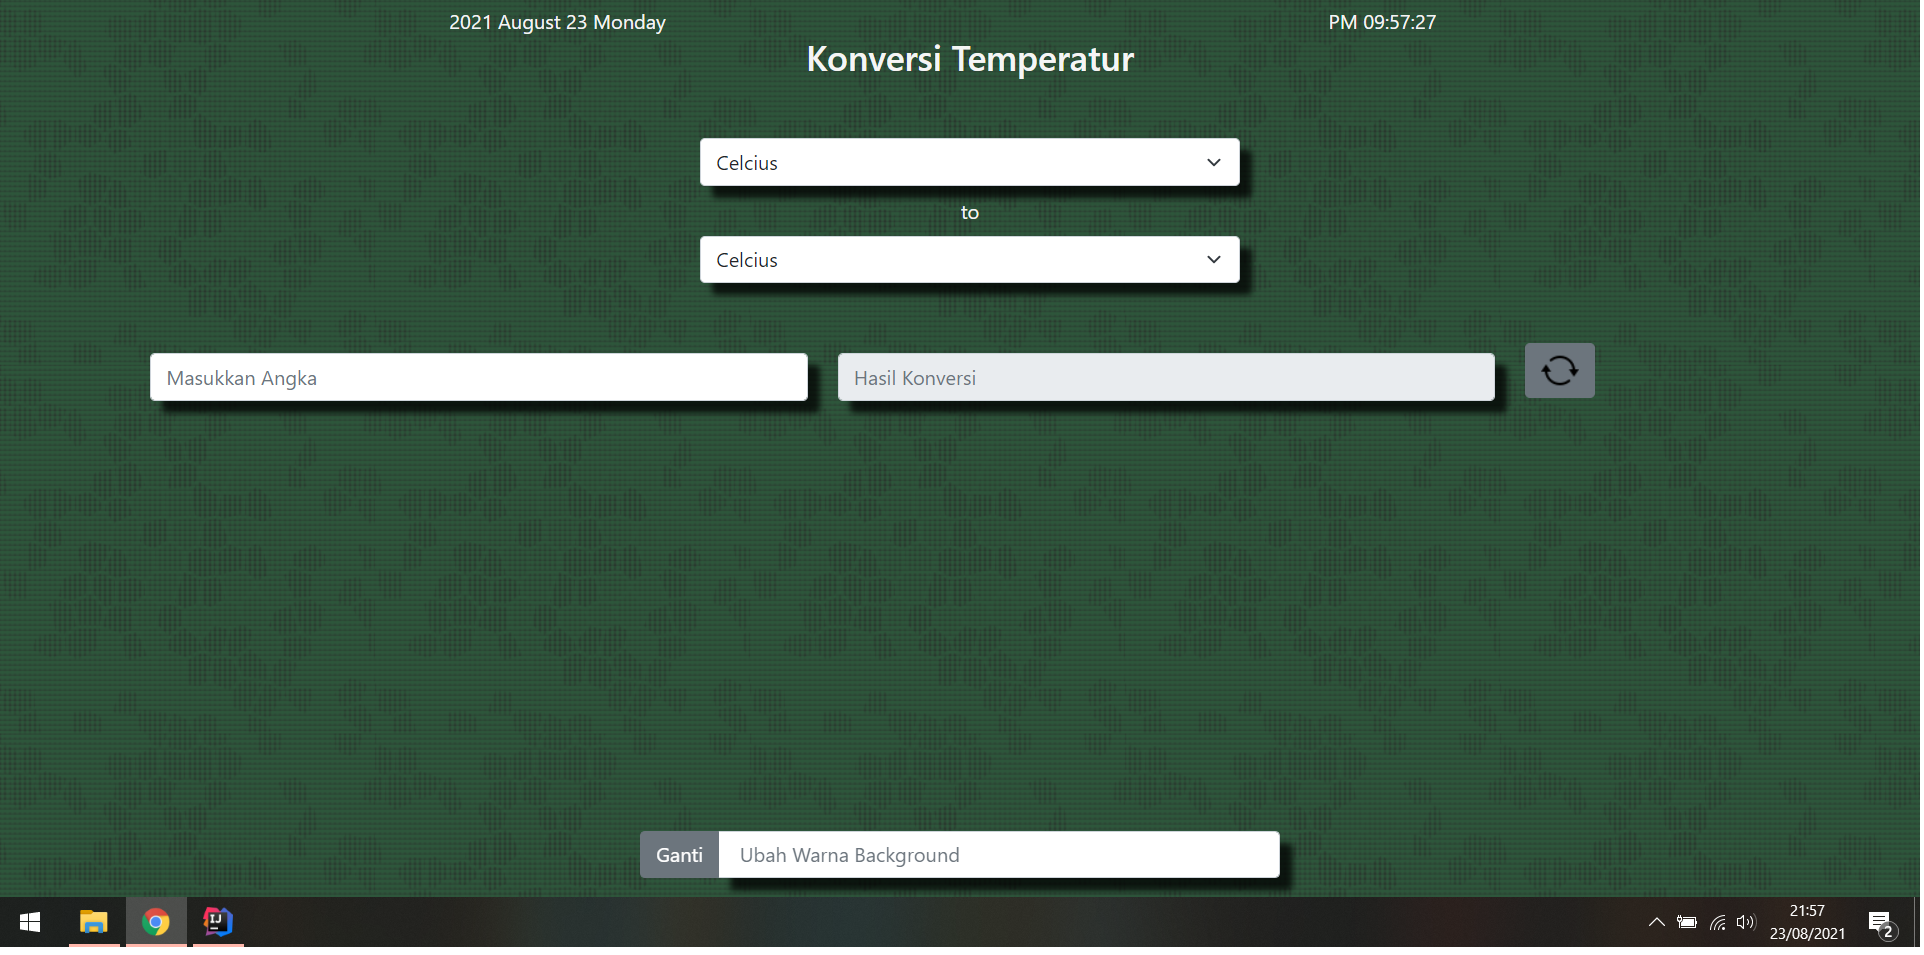 2021 August 23 Monday
PM 09:57:27
Konversi Temperatur
Celcius
to
Celcius
Masukkan Angka
Hasil Konversi
Ganti
Ubah Warna Background
IJ
21:57
23/08/2021
2